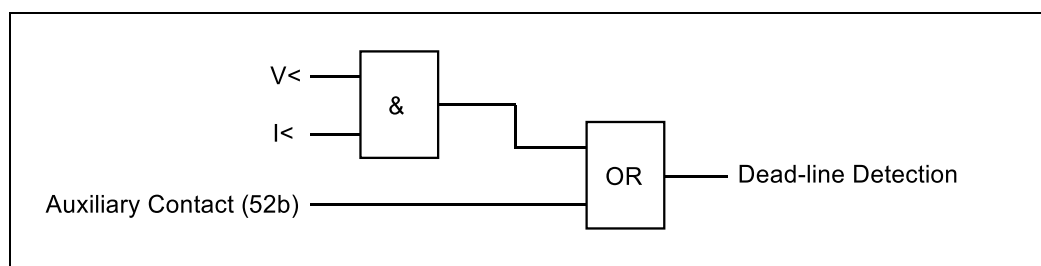 V<
&
I<
OR
Dead-line Detection
Auxiliary Contact (52b)